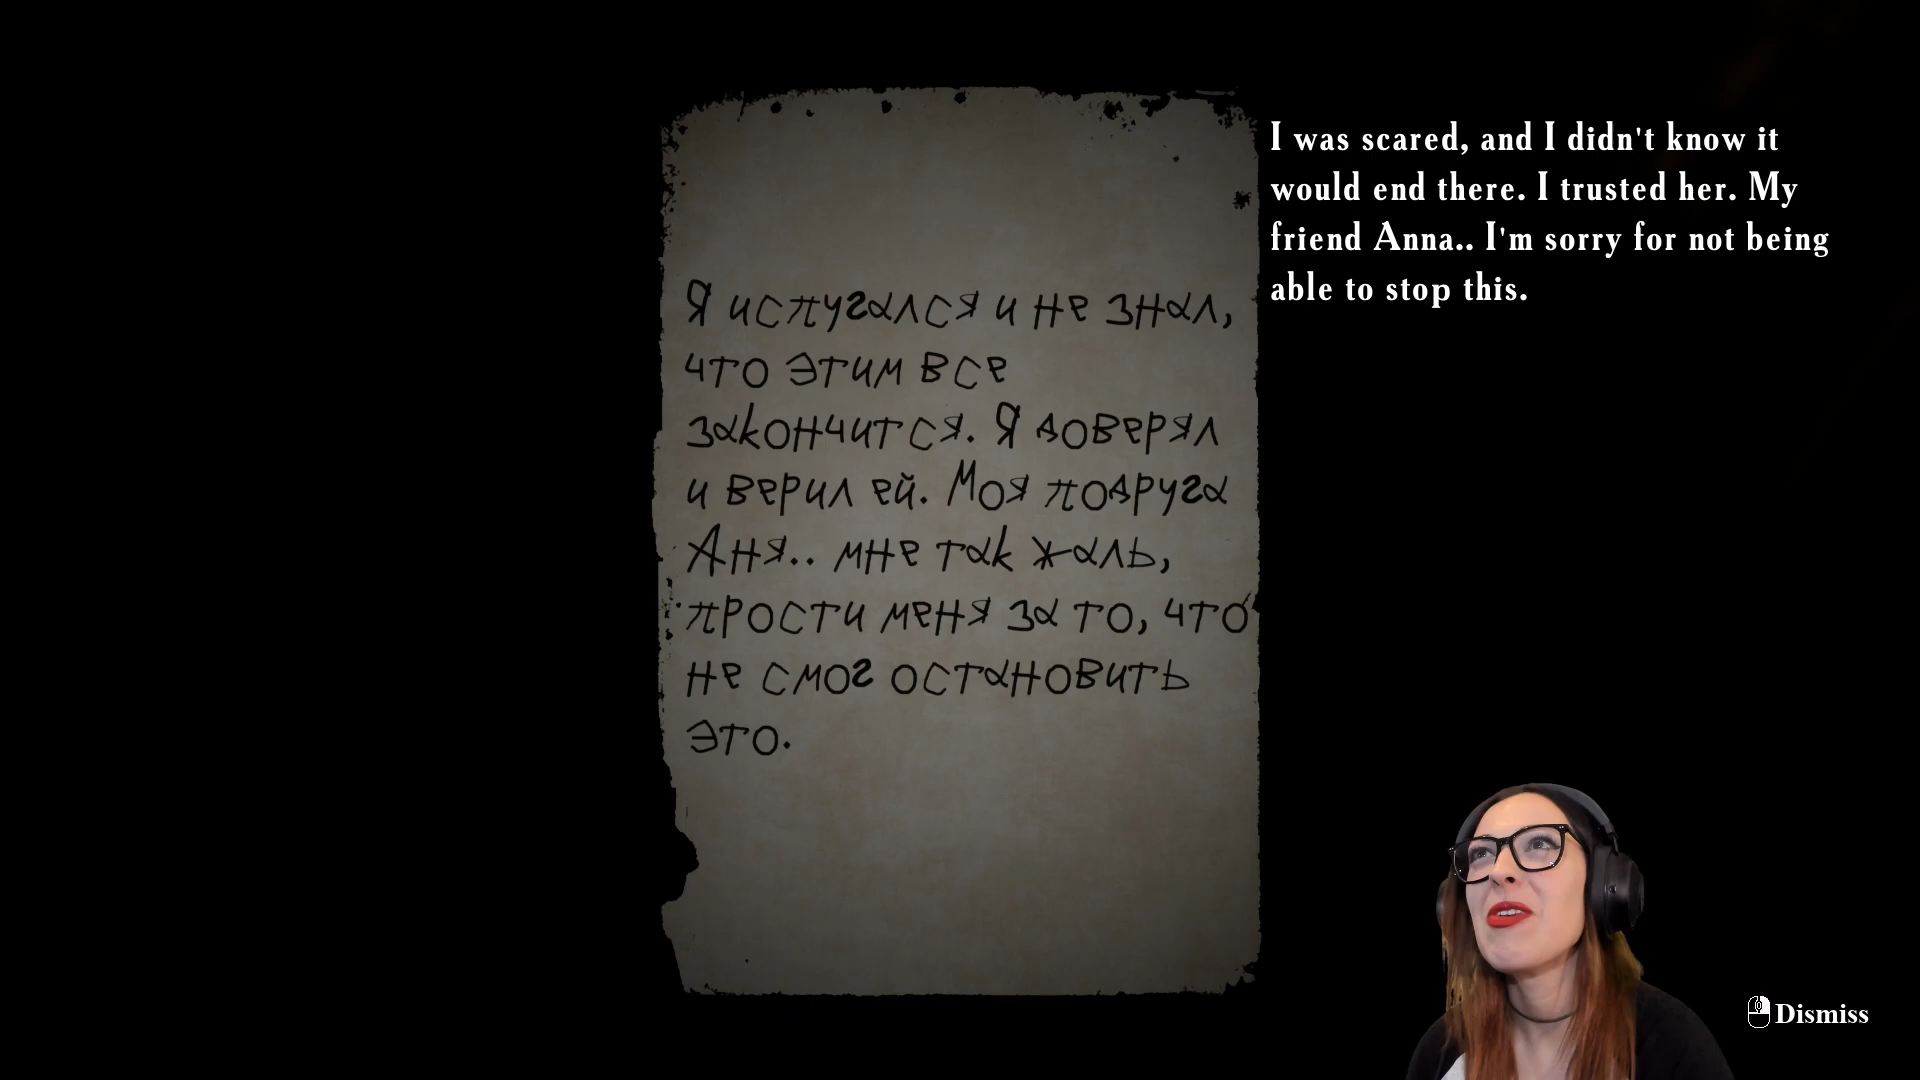 Я испугался и не знал,
что этим все
закончится. Я доверял
и верил ей. Моя подруга
Аня.. мне так жаль,
прости меня за то, что
не смог остановить
это.
I was scared, and I didn't know it
would end there. I trusted her. My
friend Anna.. I'm sorry for not being
able to stop this.
Dismiss